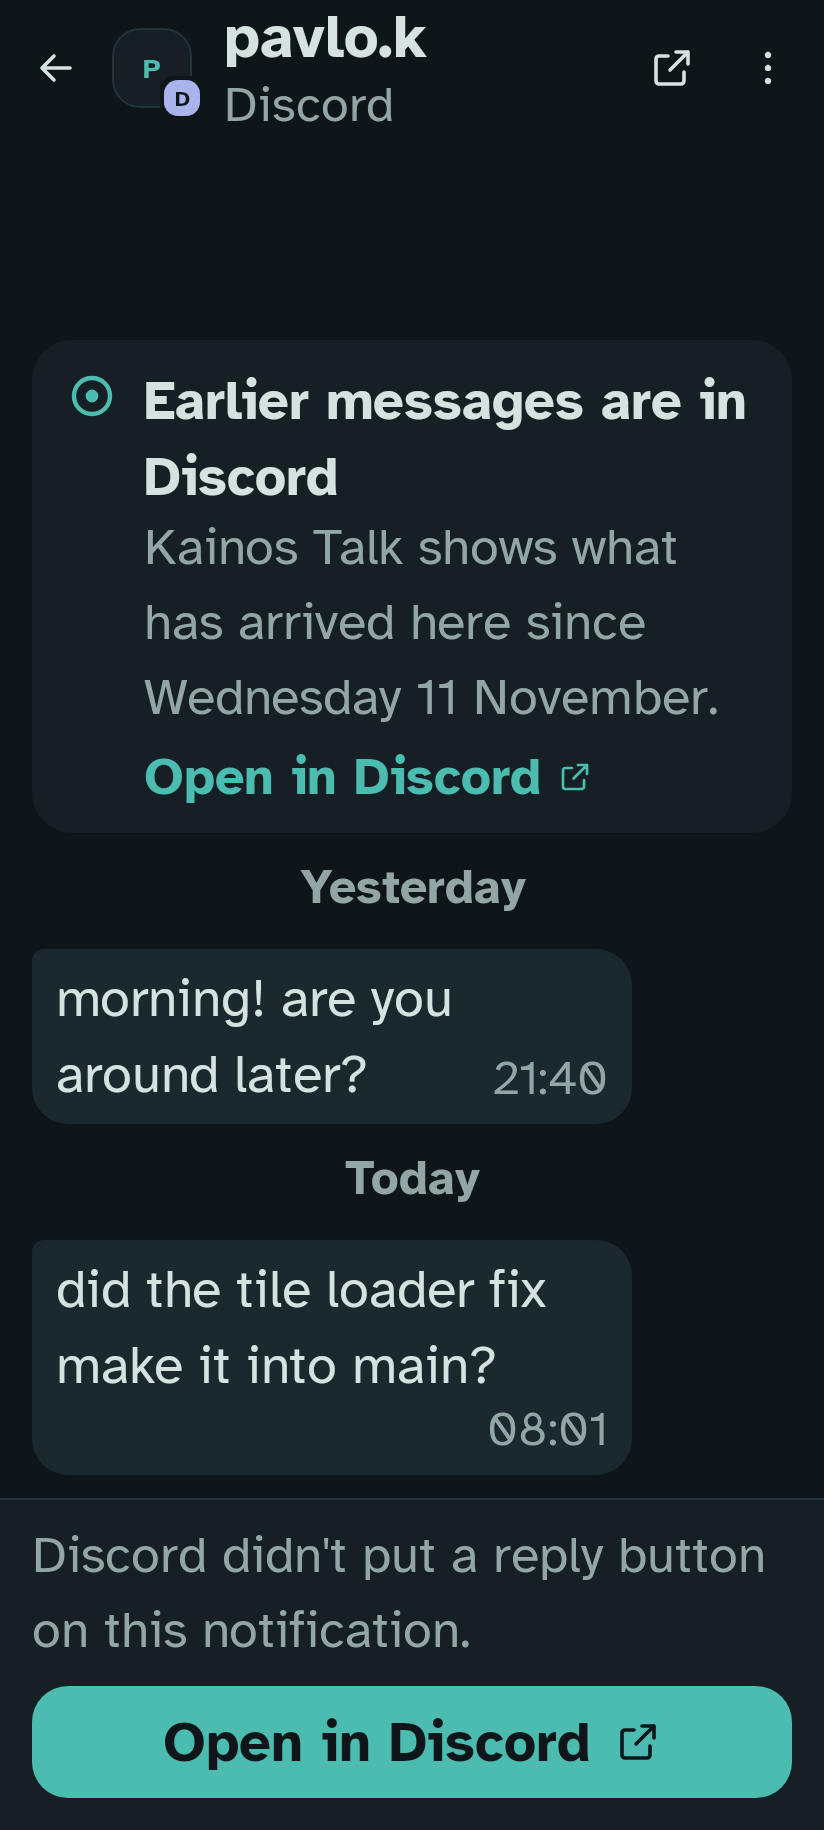 pavlo.k
P
D
Discord
Earlier messages are in
Discord
Kainos Talk shows what
has arrived here since
Wednesday 11 November.
Open in Discord
Yesterday
morning! are you
around later? 21:40
Today
did the tile loader fix
make it into main?
08:01
Discord didn't put a reply button
on this notification.
Open in Discord